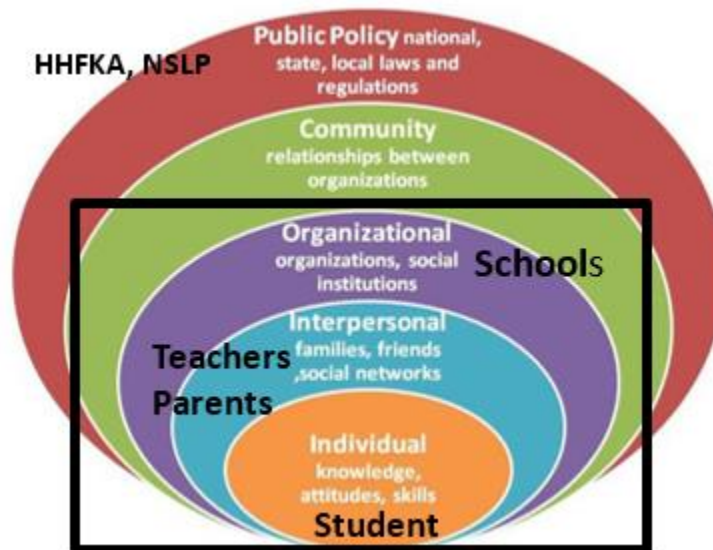 Public Policy national,
HHFKA, NSLP
state, local laws and
regulations
Community
relationships between
organizations
Organizational
organizations, social
institutions
Schools
Interpersonal
Teachers
families, friends
,social networks
Parents
Individual
knowledge,
attitudes, skills
Student